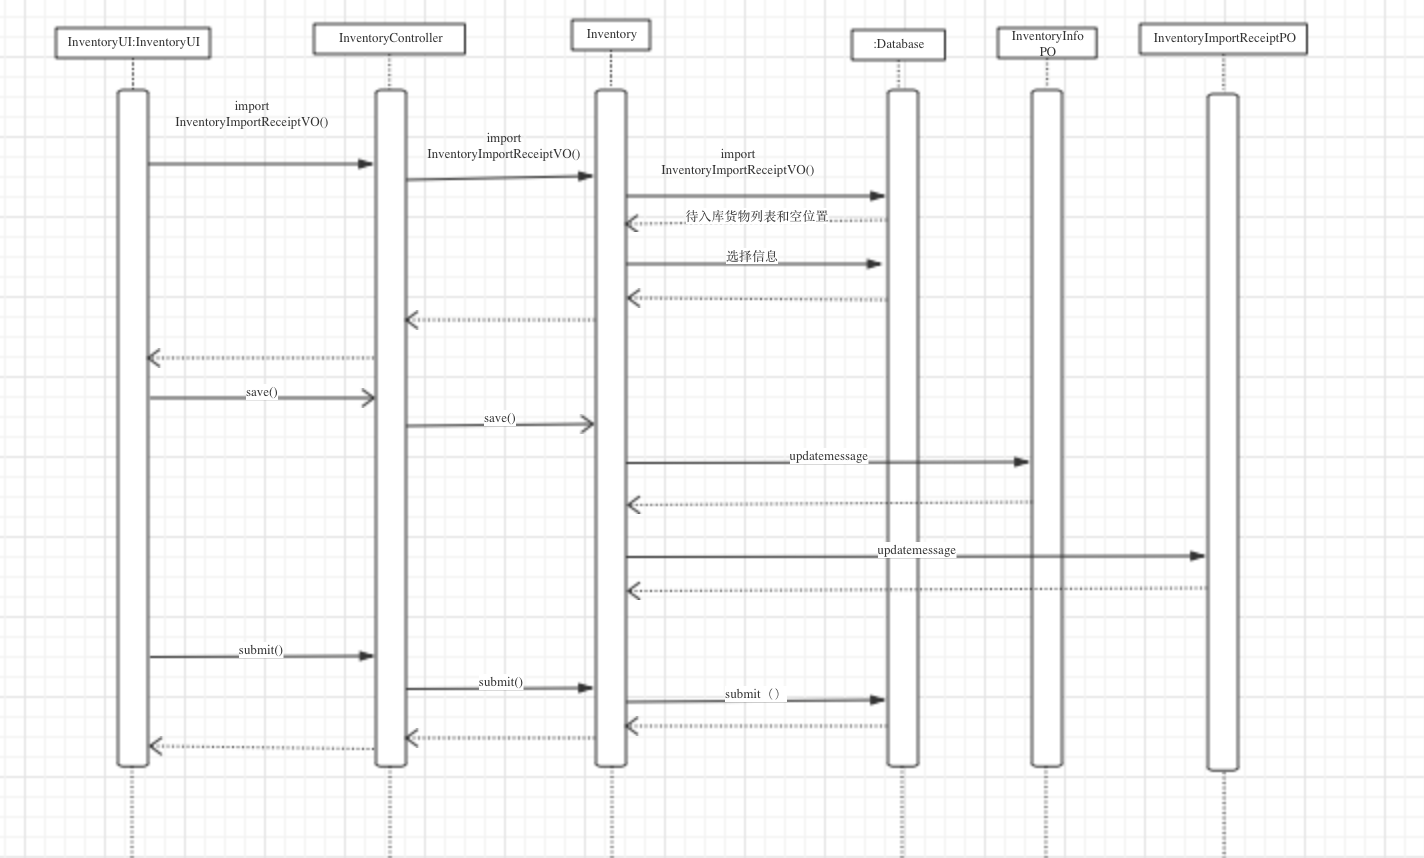 InventoryUI:InventoryUI
InventoryController
Inventory
:Database
InventoryInfo
PO
InventoryImportReceiptPO
import
InventoryImportReceiptVO()
import
InventoryImportReceiptVO()
import
InventoryImportReceiptVO()
待入库货物列表和空位置
选择信息
save()
save()
updatemessage
updatemessage
submit()
submit()
submit（）